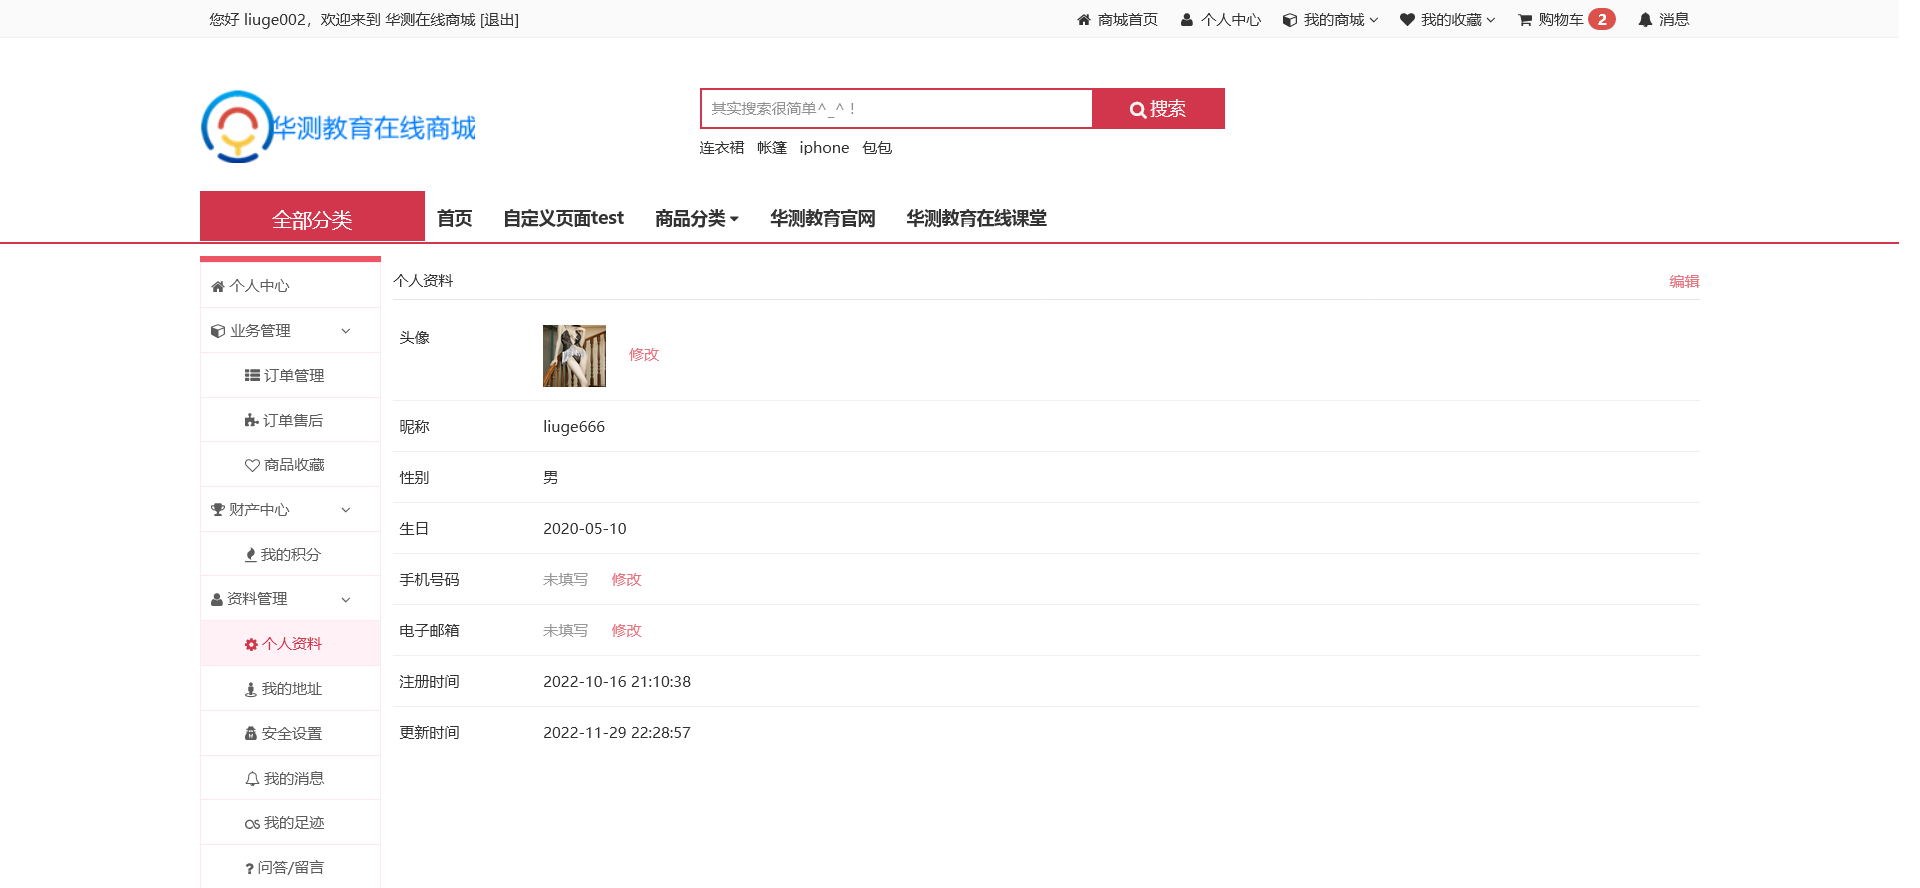 您好 liuge002，欢迎来到 华测在线商城 [退出]
商城首页 个人中心 我的商城 我的收藏 购物车 2 消息
华测教育在线商城
其实搜索很简单^_^ !
搜索
连衣裙 帐篷 iphone 包包
全部分类 首页 自定义页面test 商品分类 华测教育官网 华测教育在线课堂
个人中心
业务管理
订单管理
订单售后
商品收藏
财产中心
我的积分
资料管理
个人资料
我的地址
安全设置
我的消息
我的足迹
问答/留言
个人资料 编辑
头像 修改
昵称 liuge666
性别 男
生日 2020-05-10
手机号码 未填写 修改
电子邮箱 未填写 修改
注册时间 2022-10-16 21:10:38
更新时间 2022-11-29 22:28:57